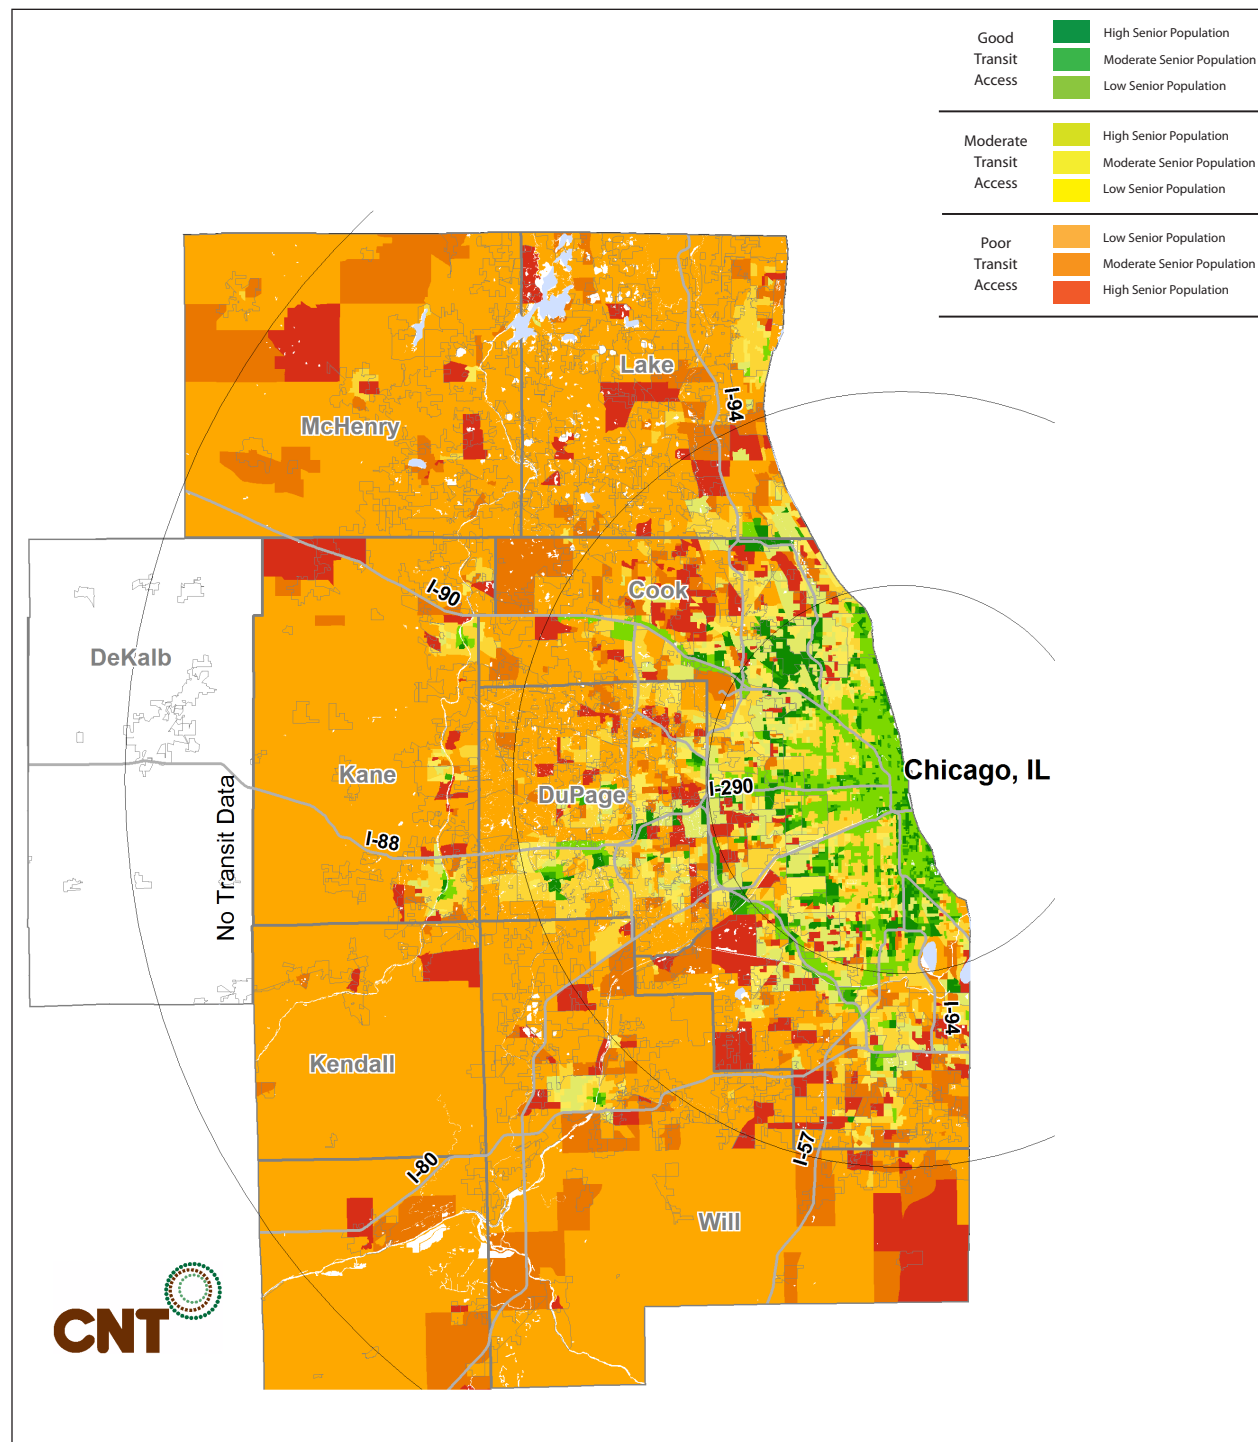 Good
Transit
Access
High Senior Population
Moderate Senior Population
Low Senior Population
Moderate
Transit
Access
High Senior Population
Moderate Senior Population
Low Senior Population
Poor
Transit
Access
Low Senior Population
Moderate Senior Population
High Senior Population
Lake
I-94
McHenry
Cook
I-90
DeKalb
Kane
No Transit Data
DuPage
I-290
Chicago, IL
I-88
I-94
Kendall
I-57
I-80
Will
CNT